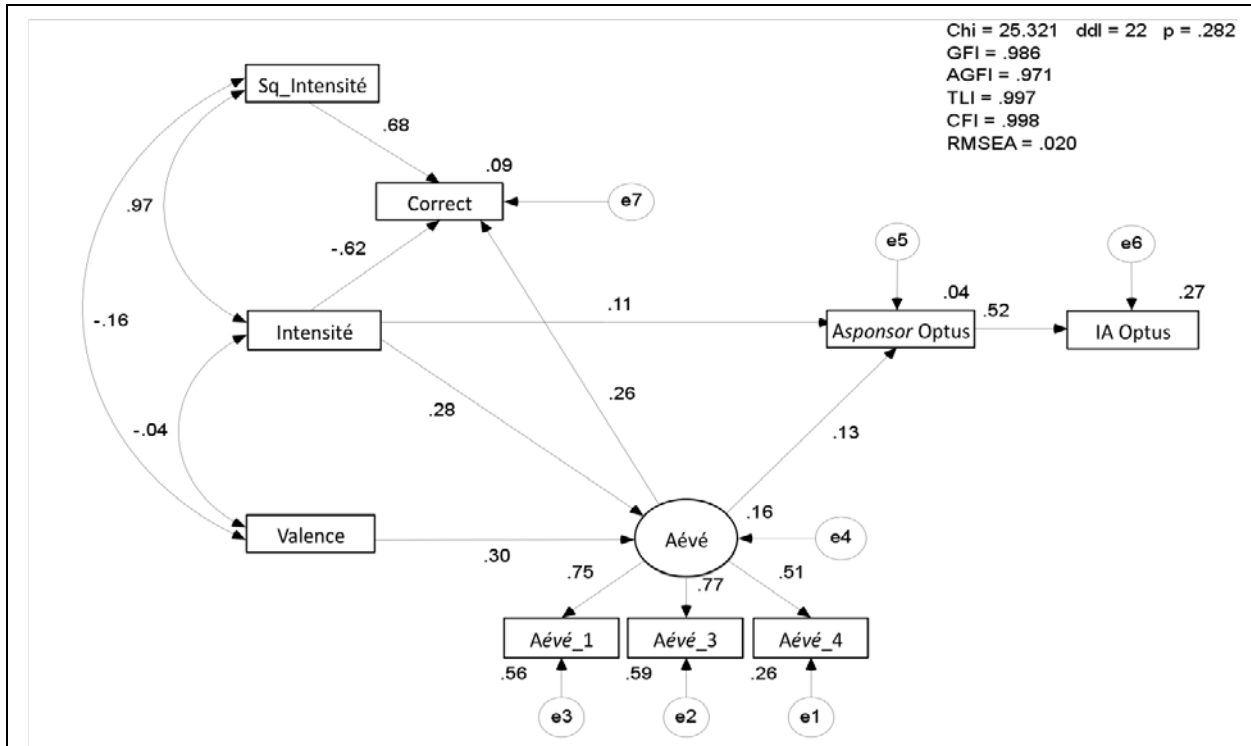 Chi = 25.321 ddl = 22 p = .282
GFI = .986
AGFI = .971
TLI = .997
CFI = .998
RMSEA = .020
Sq_Intensité
.68
.09
Correct
e7
.97
-.62
e5
e6
-.16
Intensité
.11
.04
Asponsor Optus
.52
.27
IA Optus
.28
.26
.13
-.04
Valence
.30
.16
Aévé
e4
.75
.77
.51
Aévé_1
Aévé_3
Aévé_4
.56
.59
.26
e3
e2
e1